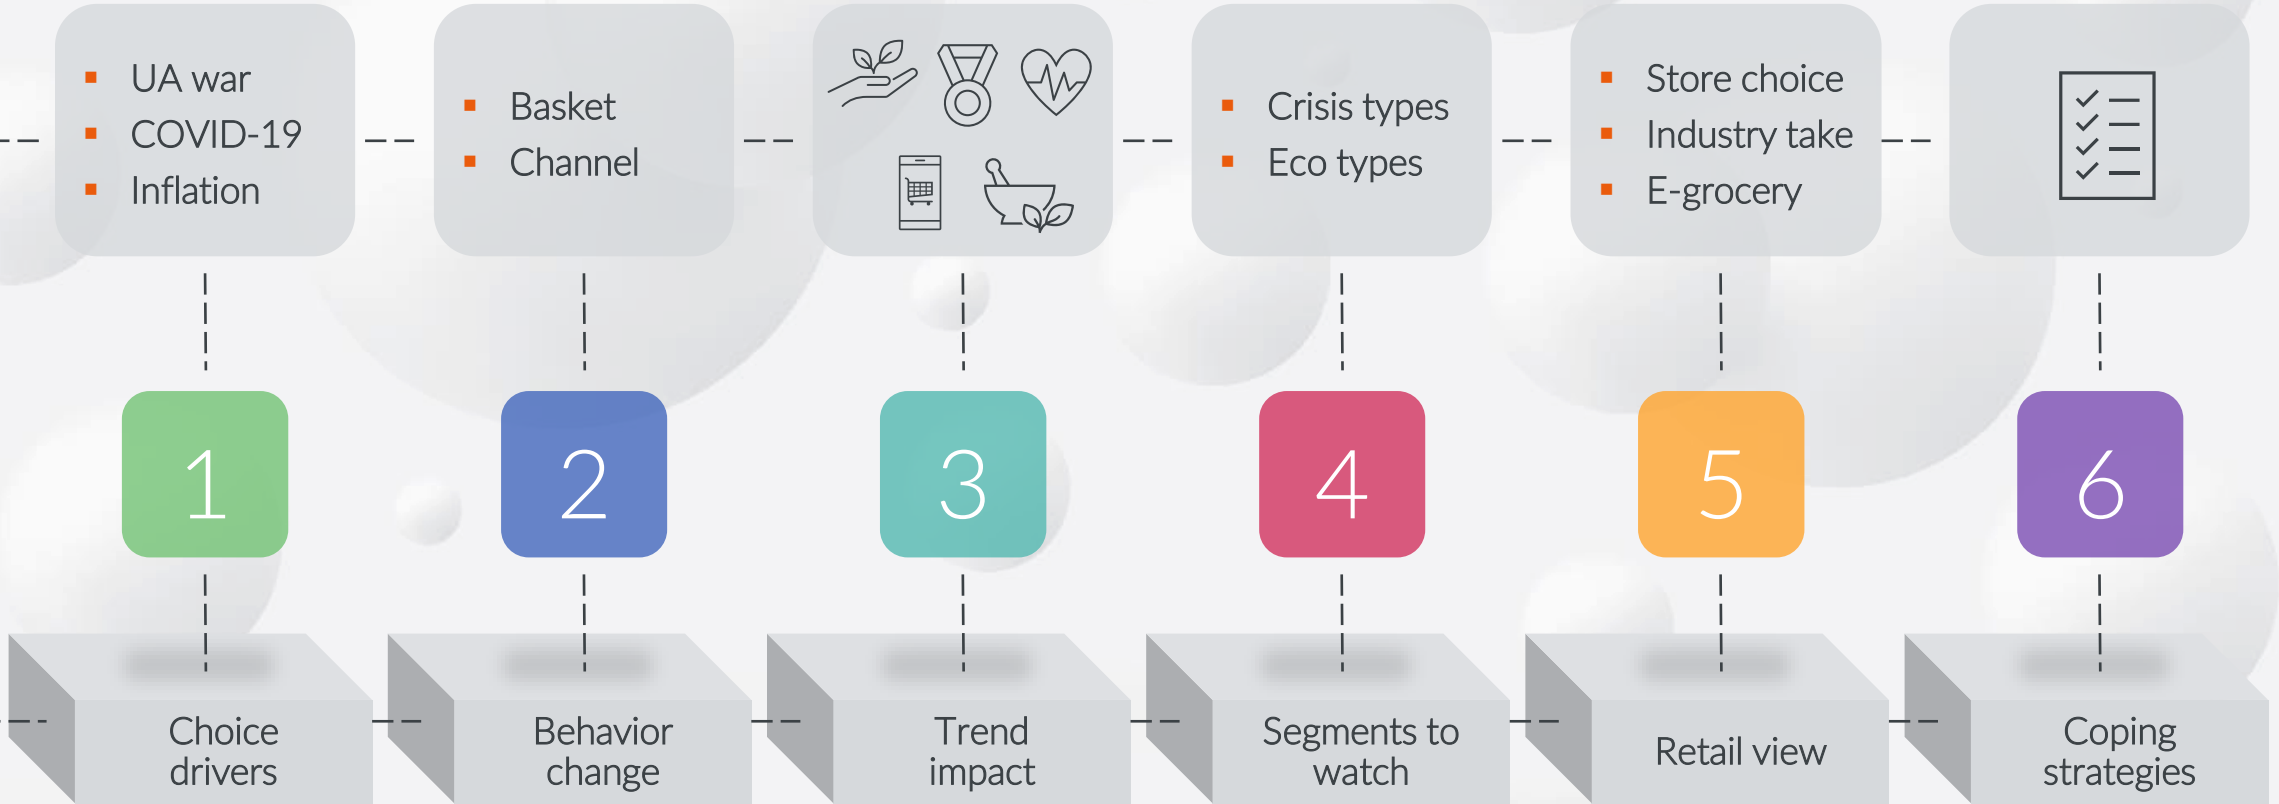 UA war
COVID-19
Inflation
Basket
Channel
Crisis types
Eco types
Store choice
Industry take
E-grocery
1
2
3
4
5
6
Choice
drivers
Behavior
change
Trend
impact
Segments to
watch
Retail view
Coping
strategies